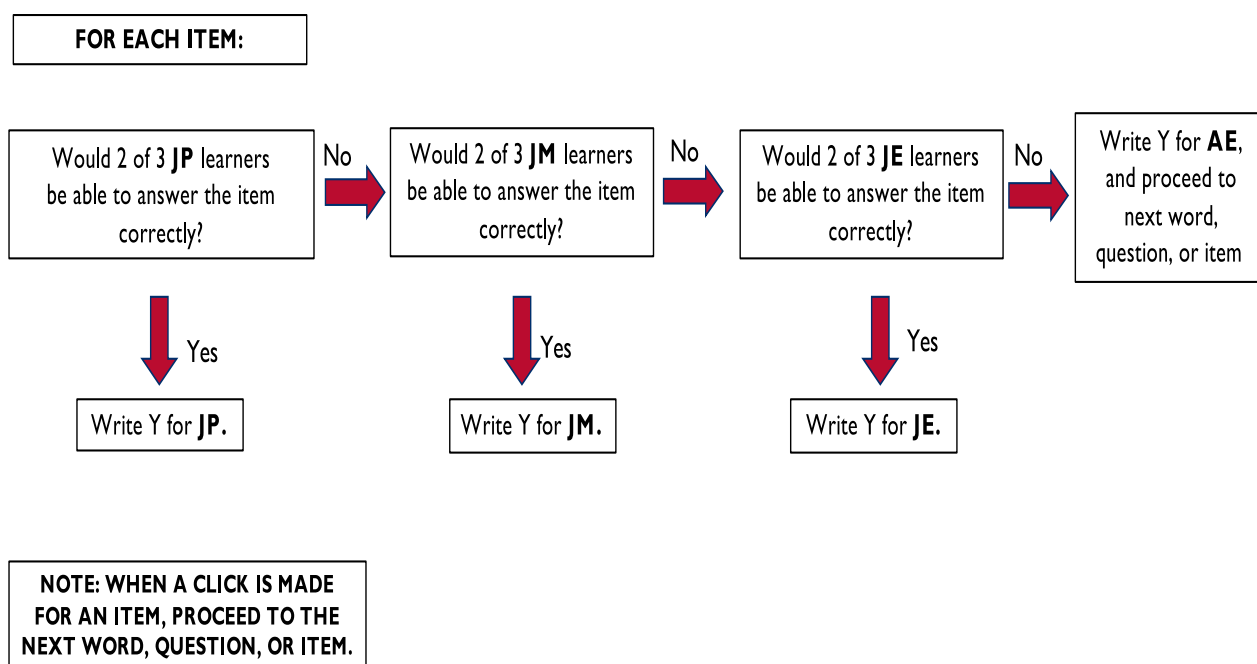 FOR EACH ITEM:
Would 2 of 3 JP learners
be able to answer the item
correctly?
No
Would 2 of 3 JM learners
be able to answer the item
correctly?
No
Would 2 of 3 JE learners
be able to answer the item
correctly?
No
Write Y for AE,
and proceed to
next word,
question, or item
Yes
Yes
Yes
Write Y for JP.
Write Y for JM.
Write Y for JE.
NOTE: WHEN A CLICK IS MADE
FOR AN ITEM, PROCEED TO THE
NEXT WORD, QUESTION, OR ITEM.